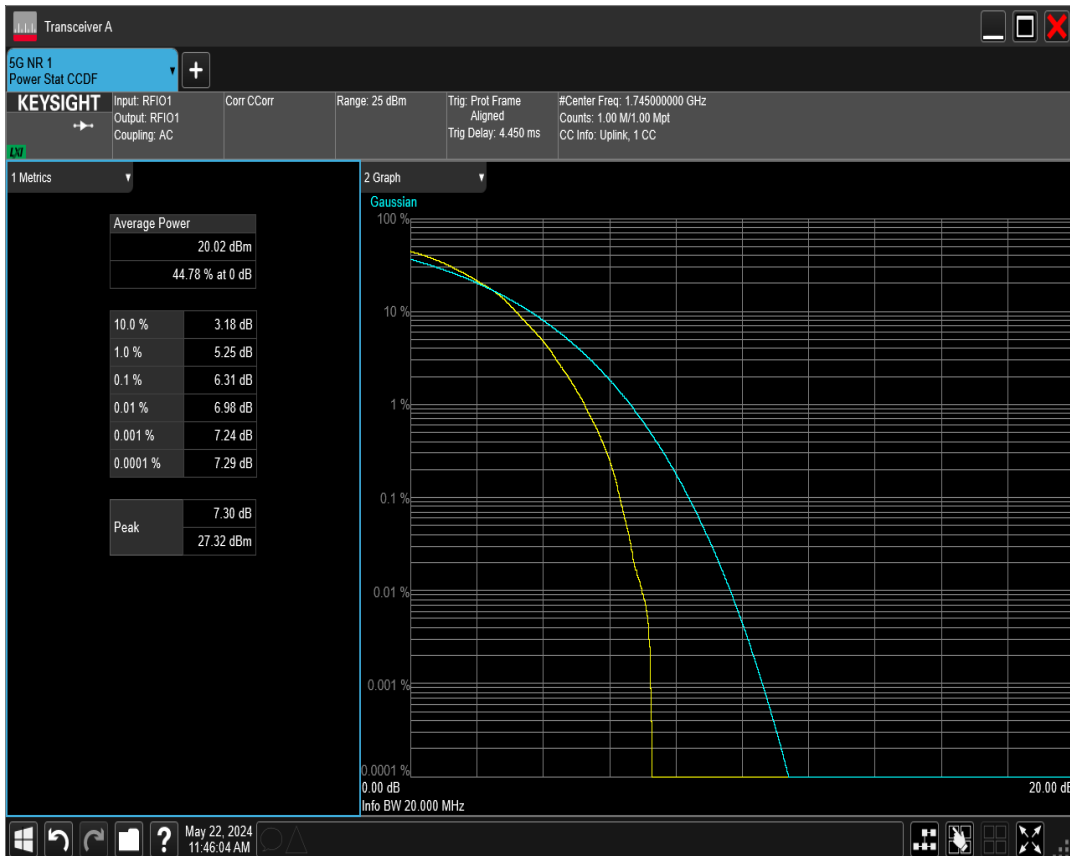 Transceiver A
5G NR 1
Power Stat CCDF
+
KEYSIGHT
LXI
Input: RFIO1
Output: RFIO1
Coupling: AC
Corr CCorr
Range: 25 dBm
Trig: Prot Frame
Aligned
Trig Delay: 4.450 ms
#Center Freq: 1.745000000 GHz
Counts: 1.00 M/1.00 Mpt
CC Info: Uplink, 1 CC
1 Metrics
Average Power
20.02 dBm
44.78 % at 0 dB
10.0 % 3.18 dB
1.0 % 5.25 dB
0.1 % 6.31 dB
0.01 % 6.98 dB
0.001 % 7.24 dB
0.0001 % 7.29 dB
Peak
7.30 dB
27.32 dBm
2 Graph
Gaussian
100 %
10 %
1 %
0.1 %
0.01 %
0.001 %
0.0001 %
0.00 dB 20.00 dB
Info BW 20.000 MHz
?
May 22, 2024
11:46:04 AM